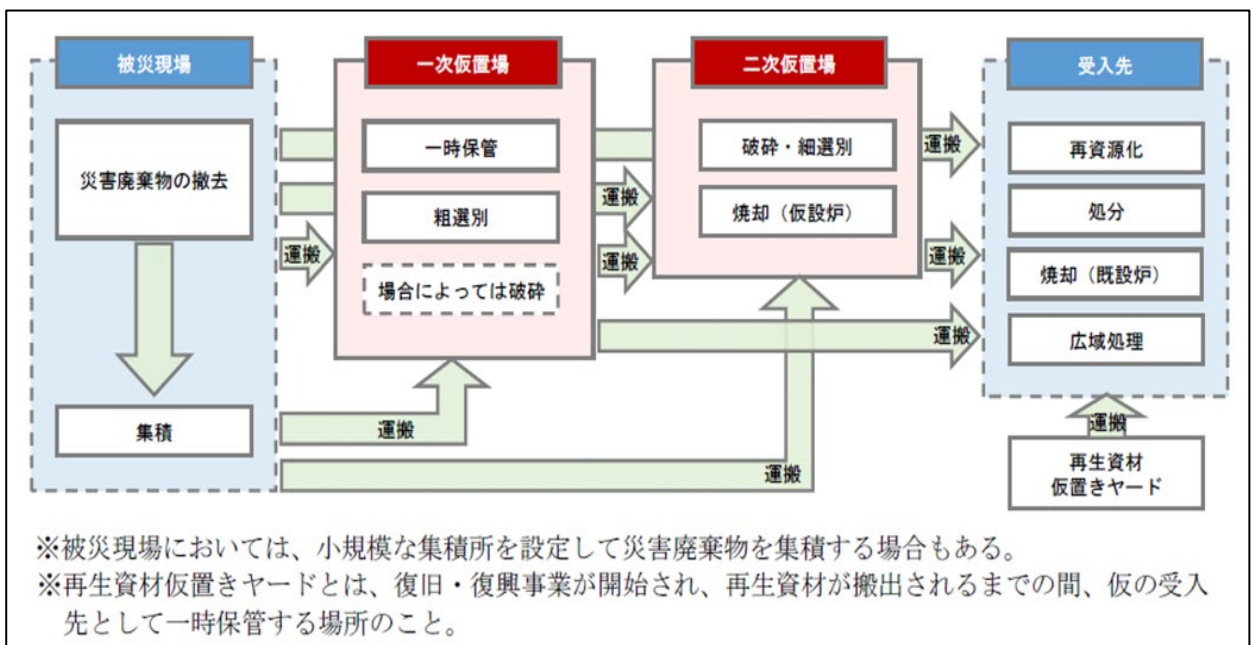 被災現場
災害廃棄物の撤去
集積
運搬
運搬
運搬
一次仮置場
一時保管
粗選別
場合によっては破砕
運搬
運搬
運搬
二次仮置場
破砕・細選別
焼却（仮設炉）
運搬
運搬
受入先
再資源化
処分
焼却（既設炉）
広域処理
運搬
再生資材
仮置きヤード
※被災現場においては、小規模な集積所を設定して災害廃棄物を集積する場合もある。
※再生資材仮置きヤードとは、復旧・復興事業が開始され、再生資材が搬出されるまでの間、仮の受入
先として一時保管する場所のこと。